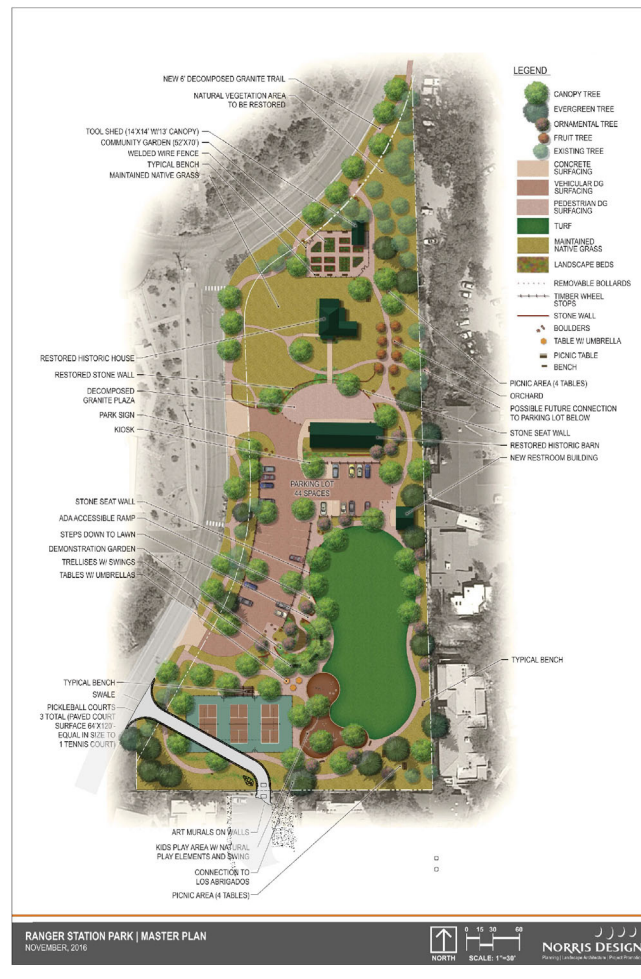 NEW 6' DECOMPOSED GRANITE TRAIL
NATURAL VEGETATION AREA
TO BE RESTORED
TOOL SHED (14'X14' W/13' CANOPY)
COMMUNITY GARDEN (52'X70')
WELDED WIRE FENCE
TYPICAL BENCH
MAINTAINED NATIVE GRASS
RESTORED HISTORIC HOUSE
RESTORED STONE WALL
DECOMPOSED
GRANITE PLAZA
PARK SIGN
KIOSK
STONE SEAT WALL
ADA ACCESSIBLE RAMP
STEPS DOWN TO LAWN
DEMONSTRATION GARDEN
TRELLISES W/ SWINGS
TABLES W/ UMBRELLAS
TYPICAL BENCH
SWALE
PICKLEBALL COURTS
3 TOTAL (PAVED COURT
SURFACE 64'X120'-
EQUAL IN SIZE TO
1 TENNIS COURT)
ART MURALS ON WALLS
KIDS PLAY AREA W/ NATURAL
PLAY ELEMENTS AND SWING
CONNECTION TO
LOS ABRIGADOS
PICNIC AREA (4 TABLES)
PARKING LOT
44 SPACES
LEGEND
CANOPY TREE
EVERGREEN TREE
ORNAMENTAL TREE
FRUIT TREE
EXISTING TREE
CONCRETE
SURFACING
VEHICULAR DG
SURFACING
PEDESTRIAN DG
SURFACING
TURF
MAINTAINED
NATIVE GRASS
LANDSCAPE BEDS
REMOVABLE BOLLARDS
TIMBER WHEEL
STOPS
STONE WALL
BOULDERS
TABLE W/ UMBRELLA
PICNIC TABLE
BENCH
PICNIC AREA (4 TABLES)
ORCHARD
POSSIBLE FUTURE CONNECTION
TO PARKING LOT BELOW
STONE SEAT WALL
RESTORED HISTORIC BARN
NEW RESTROOM BUILDING
TYPICAL BENCH
RANGER STATION PARK | MASTER PLAN
NOVEMBER, 2016
NORTH
0 15 30 60
SCALE: 1"=30'
NORRIS DESIGN
Planning | Landscape Architecture | Project Promotion